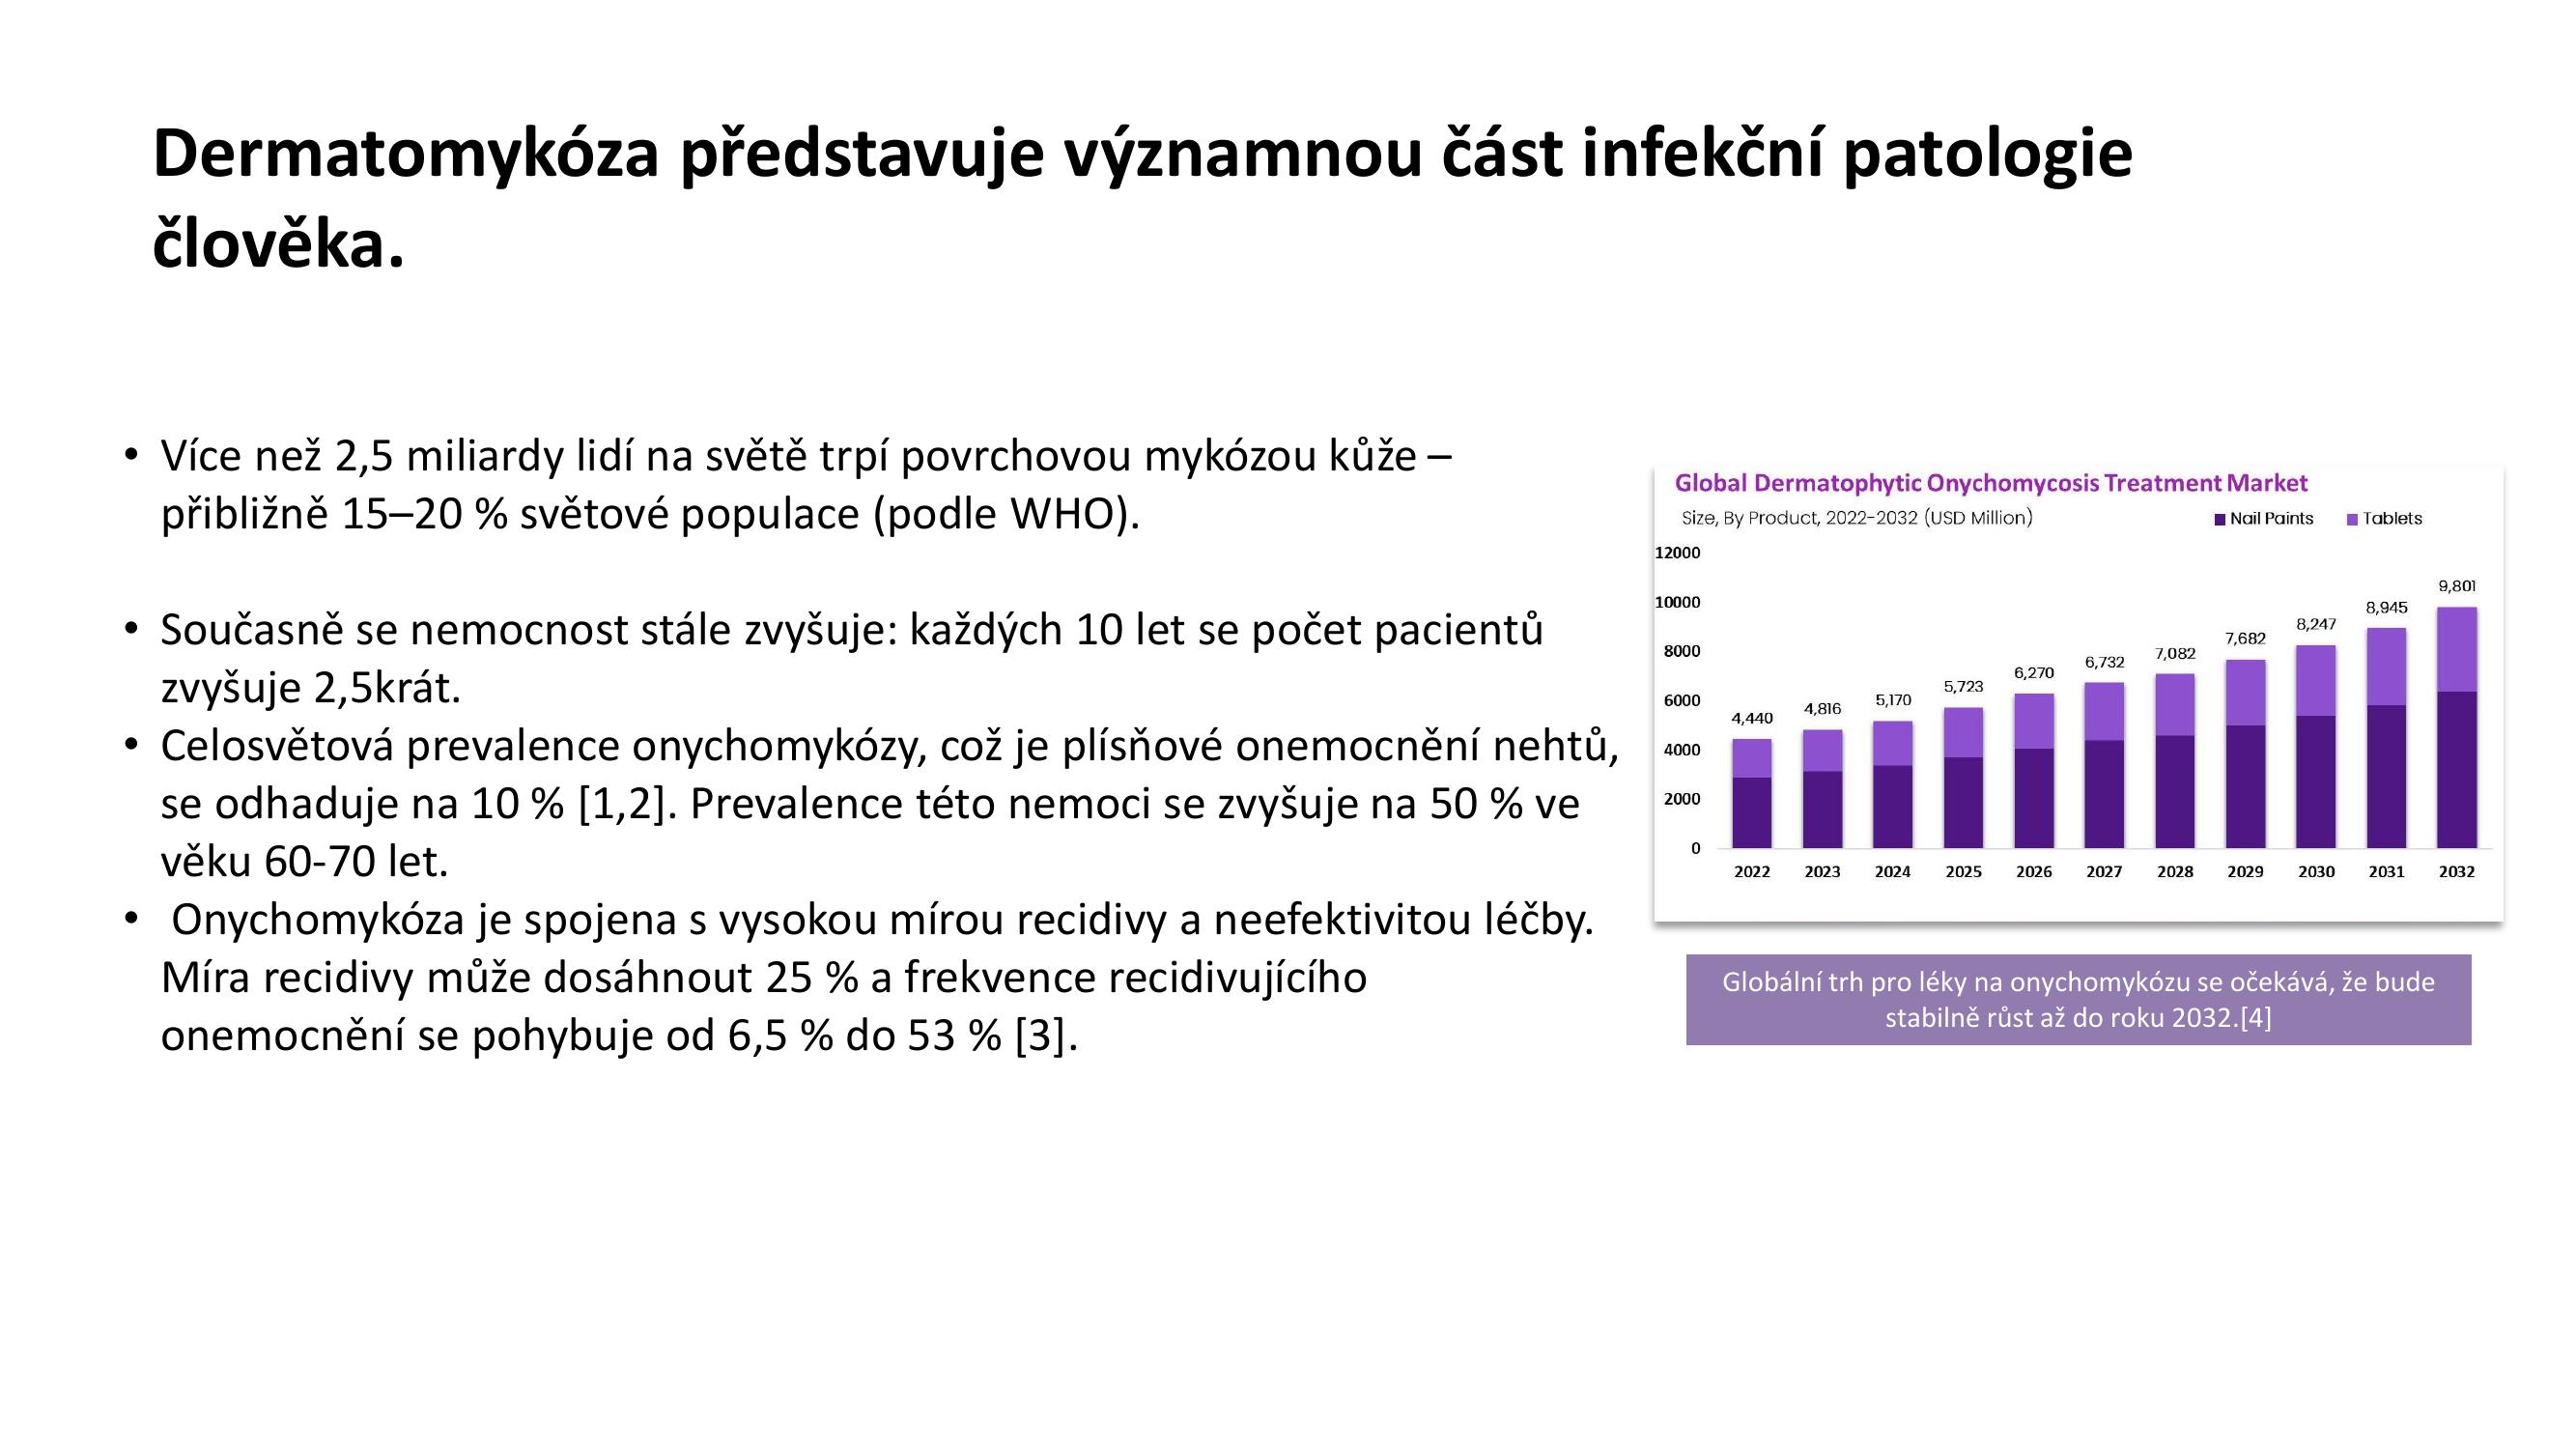 Dermatomykóza představuje významnou část infekční patologie
člověka.
• Více než 2,5 miliardy lidí na světě trpí povrchovou mykózou kůže –
přibližně 15–20 % světové populace (podle WHO).
• Současně se nemocnost stále zvyšuje: každých 10 let se počet pacientů
zvyšuje 2,5krát.
• Celosvětová prevalence onychomykózy, což je plísňové onemocnění nehtů,
se odhaduje na 10 % [1,2]. Prevalence této nemoci se zvyšuje na 50 % ve
věku 60-70 let.
• Onychomykóza je spojena s vysokou mírou recidivy a neefektivitou léčby.
Míra recidivy může dosáhnout 25 % a frekvence recidivujícího
onemocnění se pohybuje od 6,5 % do 53 % [3].
Global Dermatophytic Onychomycosis Treatment Market
Size, By Product, 2022-2032 (USD Million)
Nail Paints Tablets
12000
10000
8000
6000
4000
2000
0
4,440 4,816 5,170 5,723 6,270 6,732 7,082 7,682 8,247 8,945 9,801
2022 2023 2024 2025 2026 2027 2028 2029 2030 2031 2032
Globální trh pro léky na onychomykózu se očekává, že bude
stabilně růst až do roku 2032.[4]